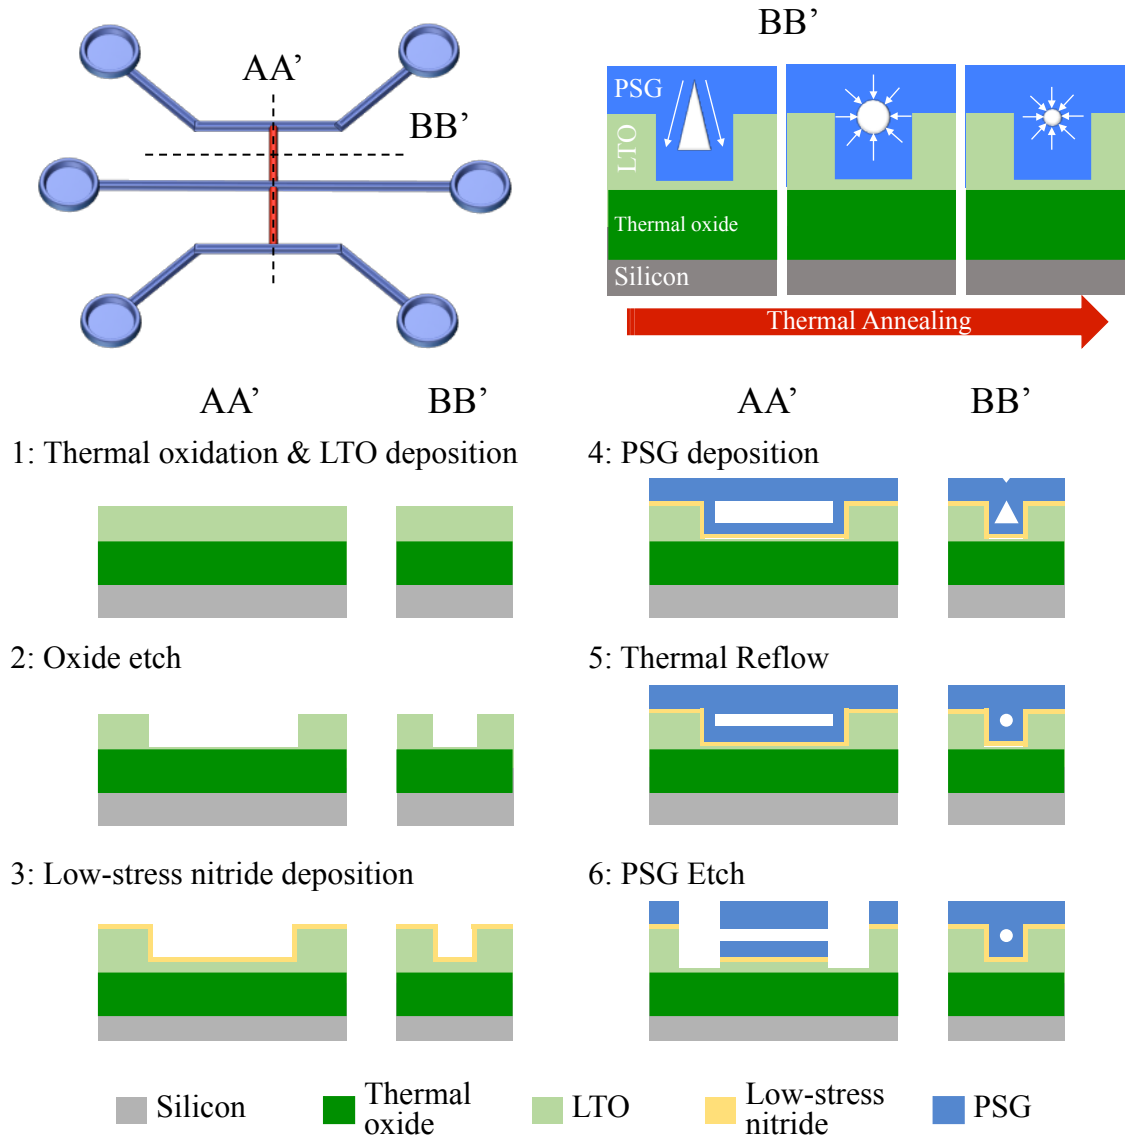 AA’
BB’
BB’
PSG
LTO
Thermal oxide
Silicon
Thermal Annealing
AA’
BB’
AA’
BB’
1: Thermal oxidation & LTO deposition
4: PSG deposition
2: Oxide etch
5: Thermal Reflow
3: Low-stress nitride deposition
6: PSG Etch
Silicon
Thermal
oxide
LTO
Low-stress
nitride
PSG